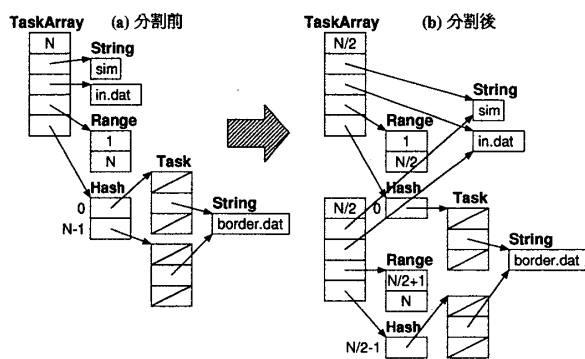 (a) 分割前
TaskArray
N
String
sim
in.dat
Range
1
N
Hash
0
N-1
Task
String
border.dat
(b) 分割後
TaskArray
N/2
String
sim
in.dat
Range
1
N/2
Hash
0
Task
String
border.dat
N/2
Range
N/2+1
N
Hash
N/2-1